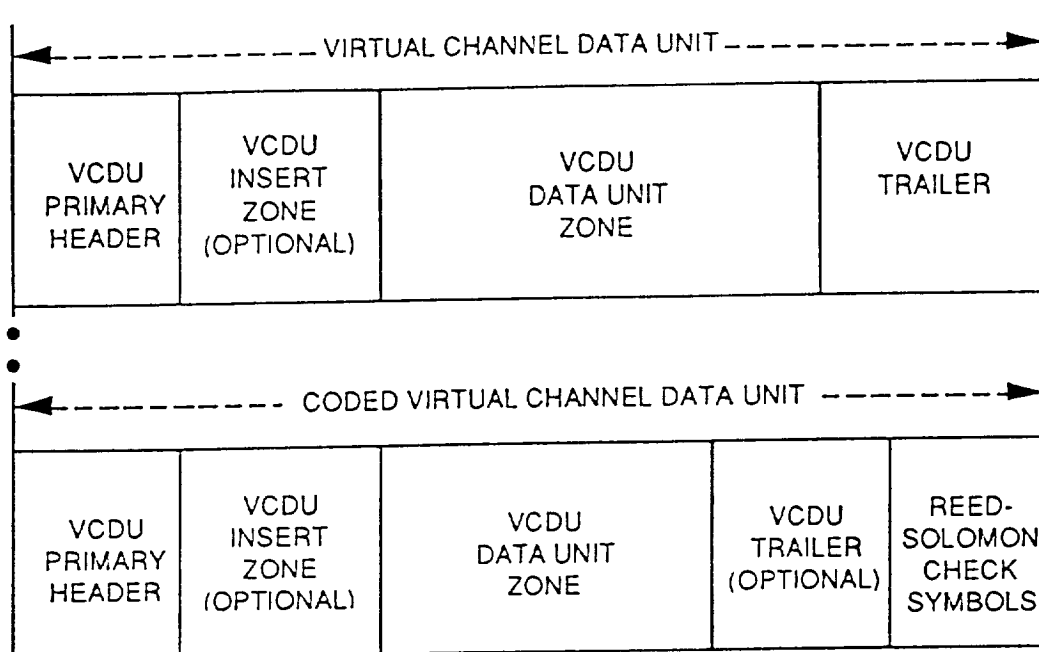 VIRTUAL CHANNEL DATA UNIT
VCDU
PRIMARY
HEADER
VCDU
INSERT
ZONE
(OPTIONAL)
VCDU
DATA UNIT
ZONE
VCDU
TRAILER
CODED VIRTUAL CHANNEL DATA UNIT
VCDU
PRIMARY
HEADER
VCDU
INSERT
ZONE
(OPTIONAL)
VCDU
DATA UNIT
ZONE
VCDU
TRAILER
(OPTIONAL)
REED-
SOLOMON
CHECK
SYMBOLS